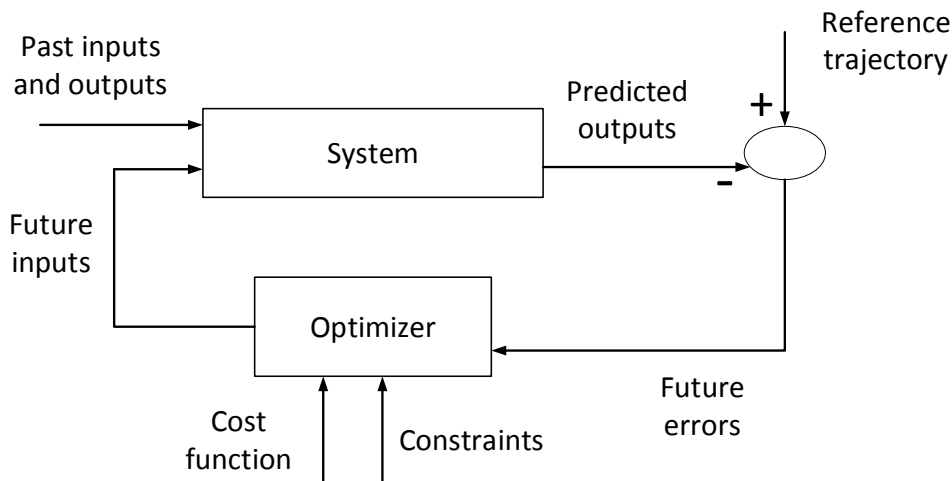 Past inputs
and outputs
Reference
trajectory
Predicted
outputs
+
-
System
Future
inputs
Optimizer
Future
errors
Cost
function
Constraints